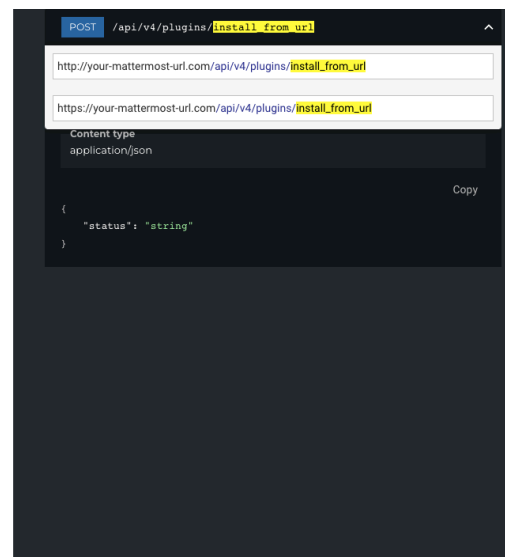 POST /api/v4/plugins/install_from_url
http://your-mattermost-url.com/api/v4/plugins/install_from_url
https://your-mattermost-url.com/api/v4/plugins/install_from_url
Content type
application/json
Copy
{
"status": "string"
}